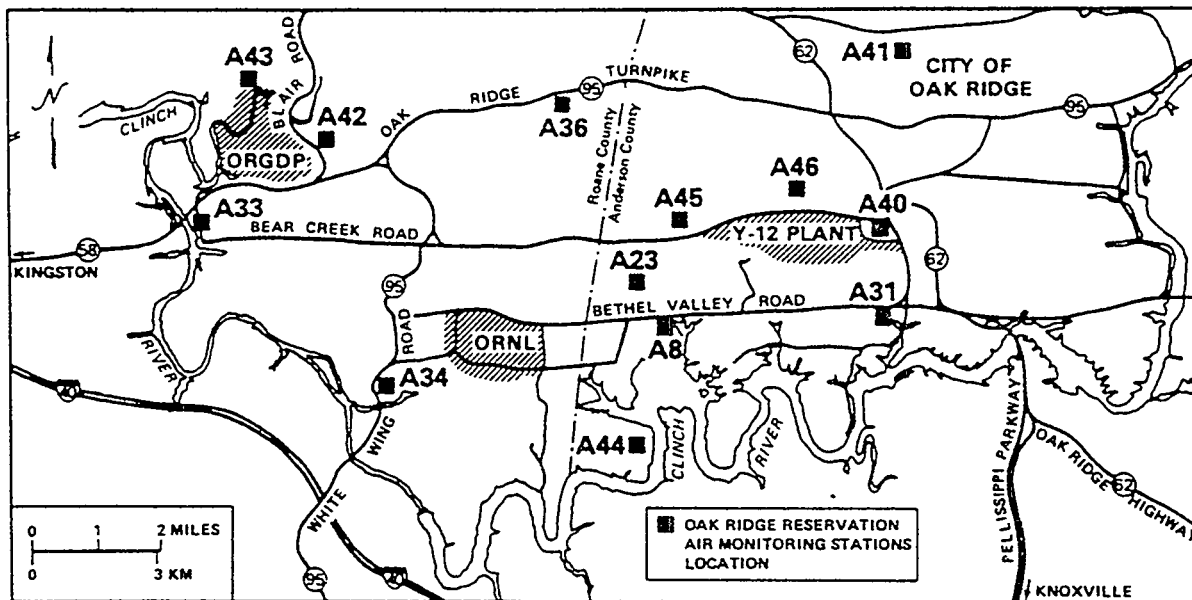 A43
BLAIR ROAD
62
A41
CITY OF
OAK RIDGE
N
CLINCH
A42
OAK
RIDGE
95
TURNPIKE
95
A36
ORGDP
Roane County
Anderson County
A46
A33
A45
A40
BEAR CREEK ROAD
Y-12 PLANT
58
KINGSTON
62
A23
95
BETHEL VALLEY ROAD
A31
RIVER
ROAD
ORNL
A8
40
A34
WING
WHITE
A44
CLINCH
RIVER
PELLISSIPPI PARKWAY
OAK RIDGE
62
HIGHWAY
0 1 2 MILES
0 3 KM
OAK RIDGE RESERVATION
AIR MONITORING STATIONS
LOCATION
95
40
KNOXVILLE